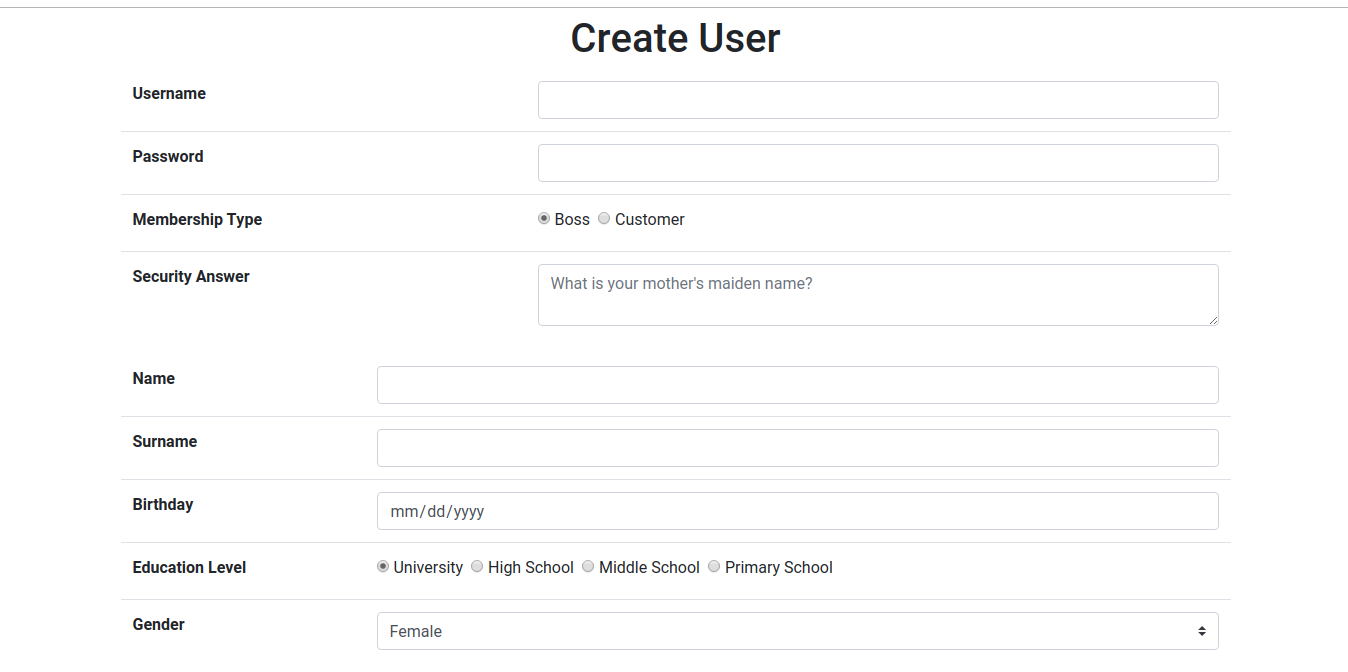 Create User
Username
Password
Membership Type Boss Customer
Security Answer What is your mother's maiden name?
Name
Surname
Birthday mm/dd/yyyy
Education Level University High School Middle School Primary School
Gender Female